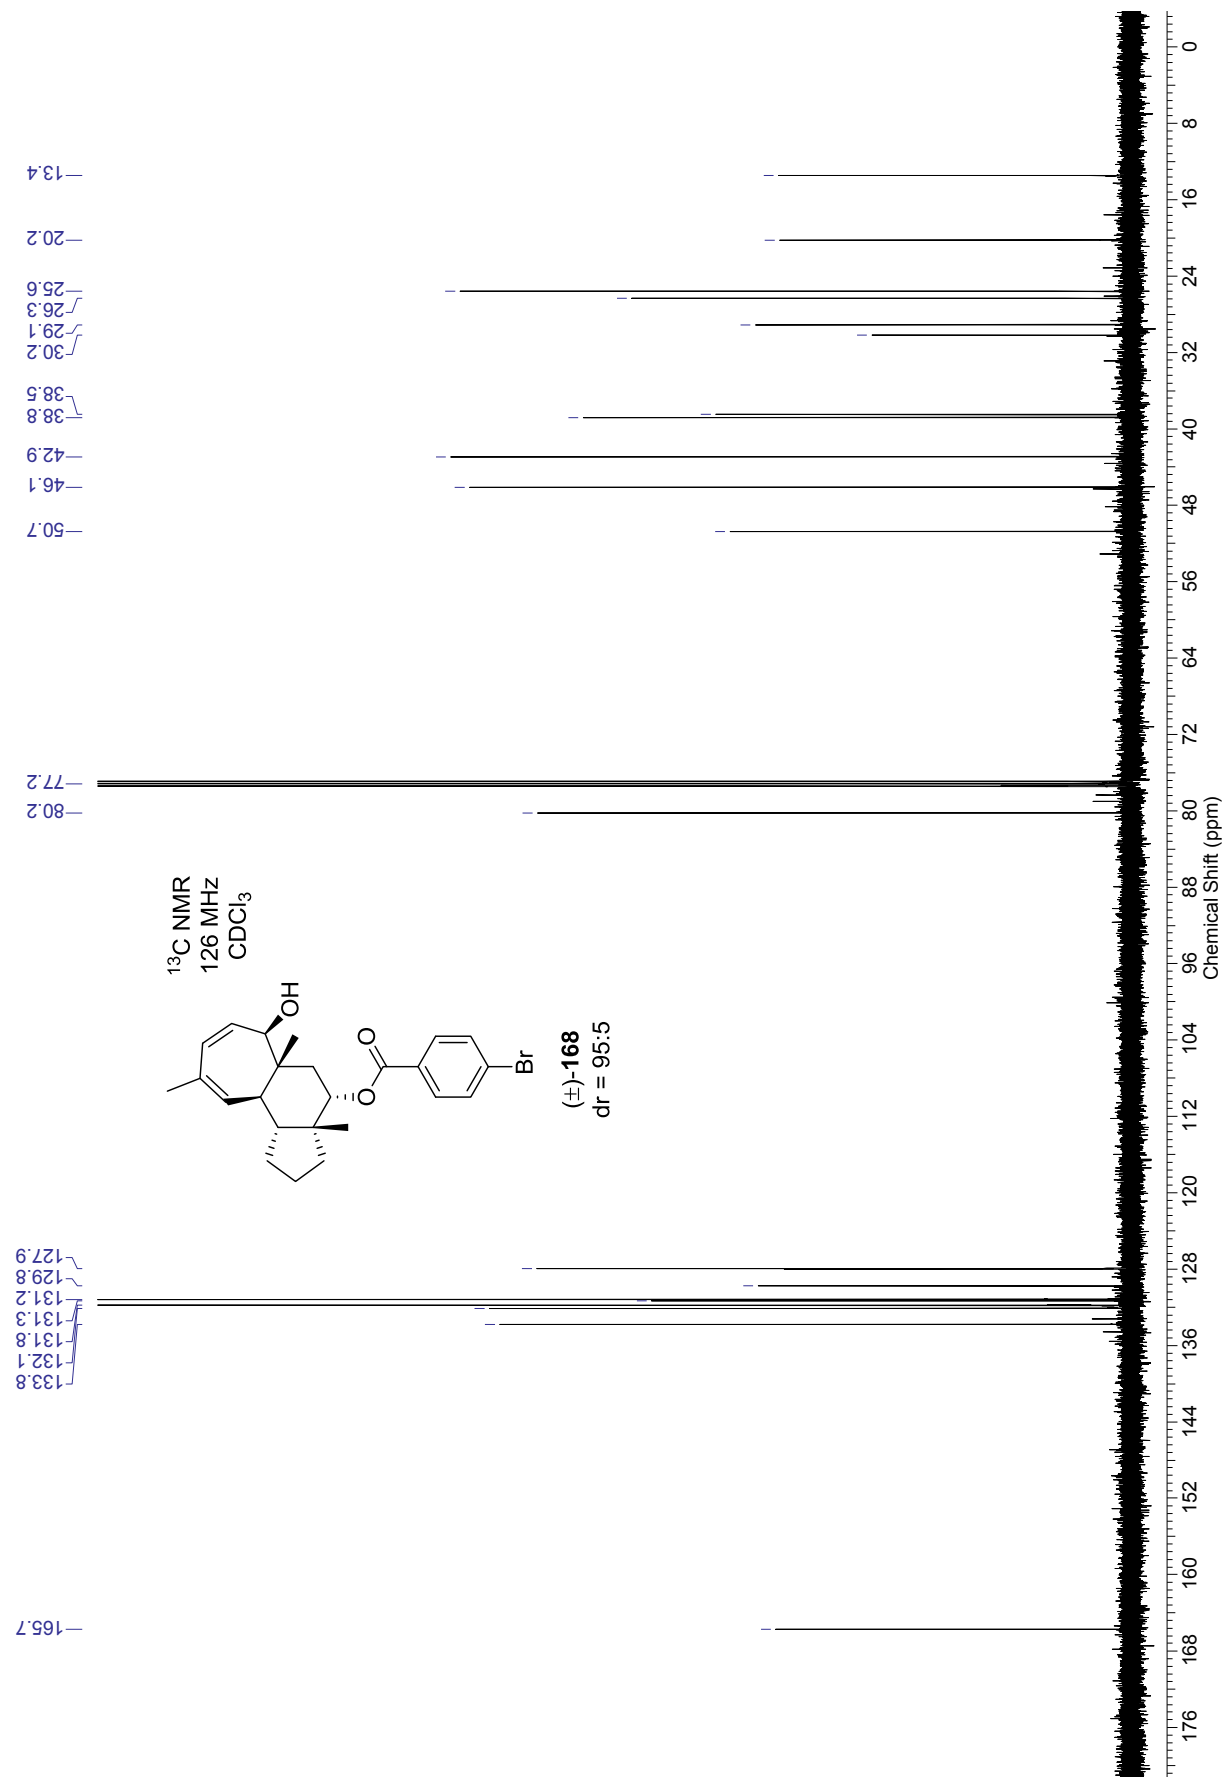 165.7
133.8
132.1
131.8
131.3
131.2
129.8
127.9
80.2
77.2
50.7
46.1
42.9
38.8
38.5
30.2
29.1
26.3
25.6
20.2
13.4
¹³C NMR
126 MHz
CDCl₃
OH
O
O
Br
(±)-168
dr = 95:5
176 168 160 152 144 136 128 120 112 104 96 88 80 72 64 56 48 40 32 24 16 8 0
Chemical Shift (ppm)